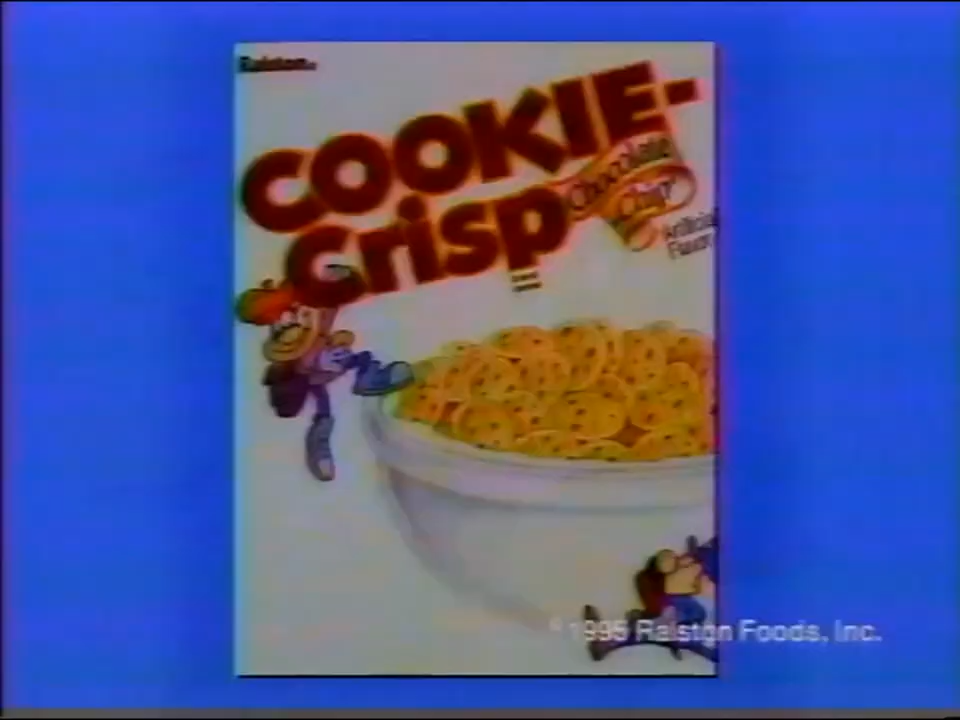 Ralston®
COOKIE-
Crisp
Chocolate
Chip
Artificial
Flavor
© 1995 Ralston Foods, Inc.